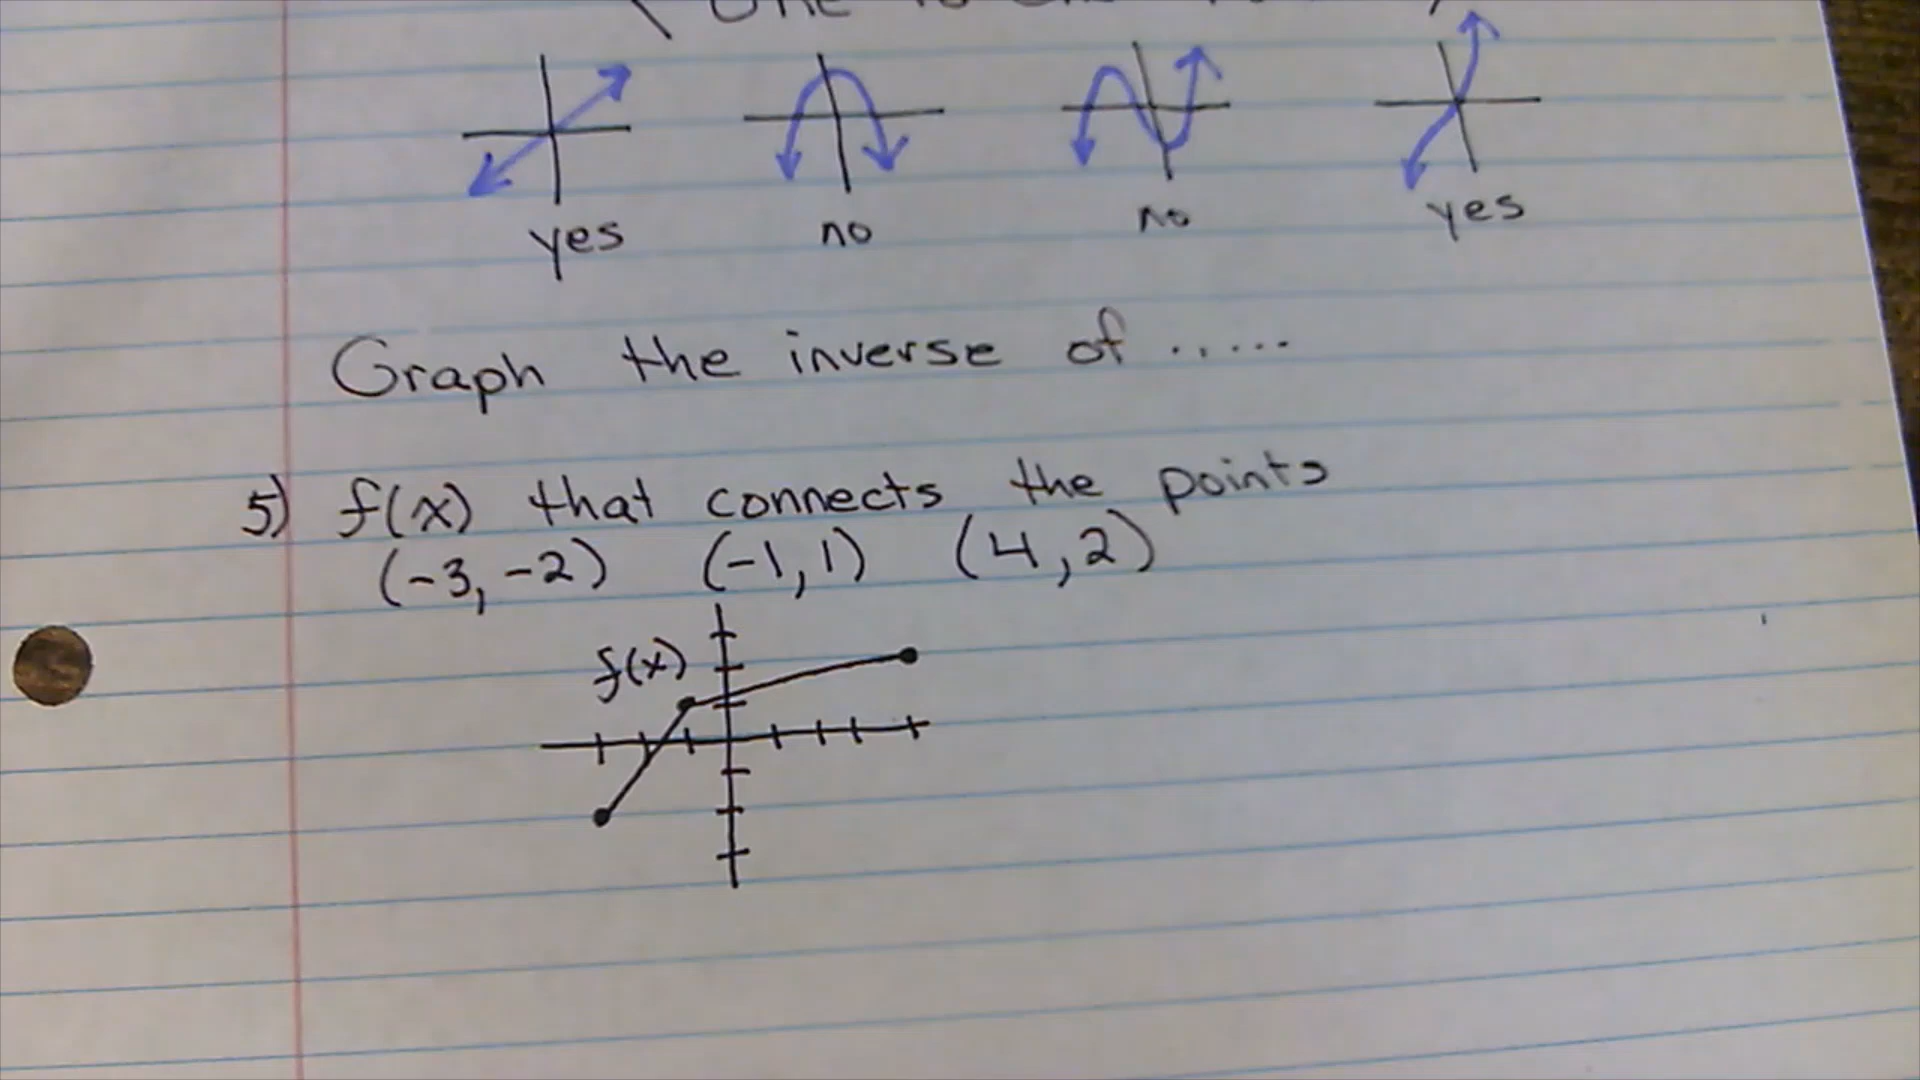 yes no no yes
Graph the inverse of .....
5) f(x) that connects the points
(-3, -2) (-1, 1) (4, 2)
f(x)